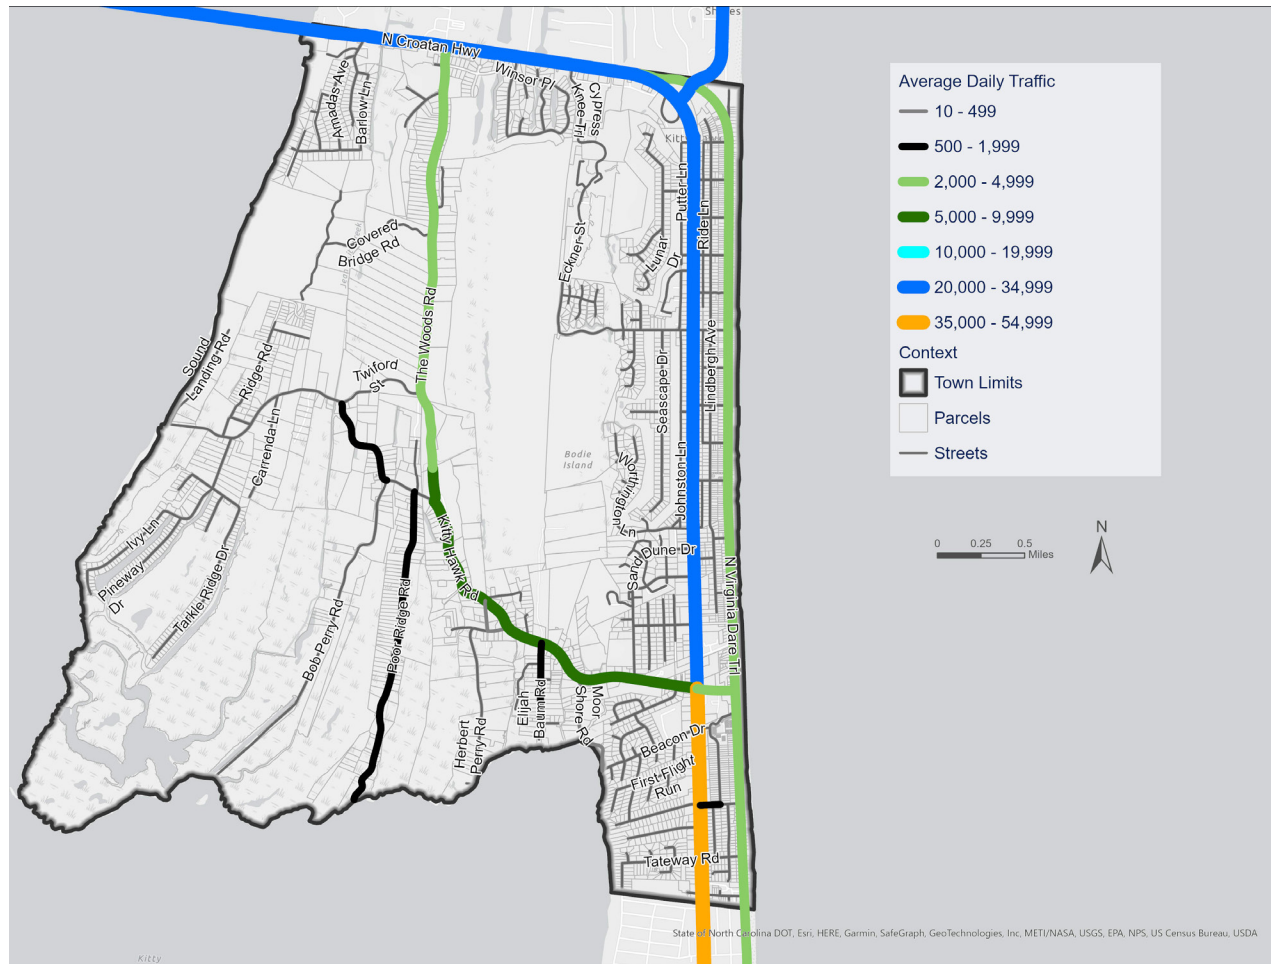 N Croatan Hwy
Winsor Pl
Amadas Ave
Barlow Ln
Cypress
Knee Trl
Putter Ln
Ride Ln
Covered
Bridge Rd
Eckner St
Lunar
Dr
The Woods Rd
Sound
Landing Rd
Ridge Rd
Twiford
St
Seascape Dr
Lindbergh Ave
Carrenda Ln
Bodie
Island
Worthington
Ln
Johnston Ln
Ivy Ln
Pineway
Dr
Tarkle Ridge Dr
Kitty Hawk Rd
Sand Dune Dr
N Virginia Dare Trl
Bob Perry Rd
Poor Ridge Rd
Herbert
Perry Rd
Elijah
Baum Rd
Moor
Shore Rd
Beacon Dr
First Flight
Run
Tateway Rd
Kitty
Average Daily Traffic
10 - 499
500 - 1,999
2,000 - 4,999
5,000 - 9,999
10,000 - 19,999
20,000 - 34,999
35,000 - 54,999
Context
Town Limits
Parcels
Streets
N
0 0.25 0.5
Miles
State of North Carolina DOT, Esri, HERE, Garmin, SafeGraph, GeoTechnologies, Inc, METI/NASA, USGS, EPA, NPS, US Census Bureau, USDA